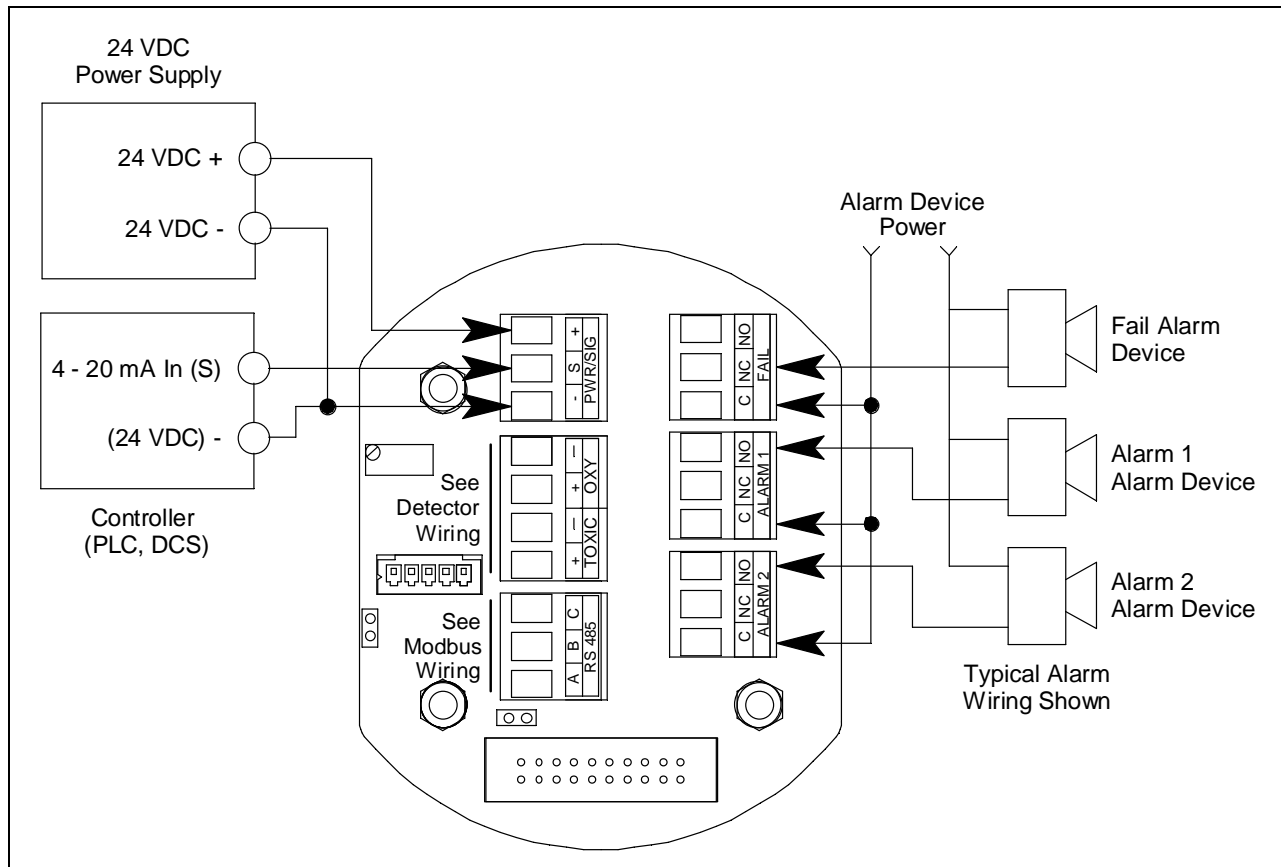 24 VDC
Power Supply
24 VDC +
24 VDC -
4 - 20 mA In (S)
(24 VDC) -
Controller
(PLC, DCS)
+
S
-
PWR/SIG
See
Detector
Wiring
−
+
OXY
−
+
TOXIC
See
Modbus
Wiring
C
B
A
RS 485
NO
NC
C
FAIL
NO
NC
C
ALARM 1
NO
NC
C
ALARM 2
Alarm Device
Power
Fail Alarm
Device
Alarm 1
Alarm Device
Alarm 2
Alarm Device
Typical Alarm
Wiring Shown